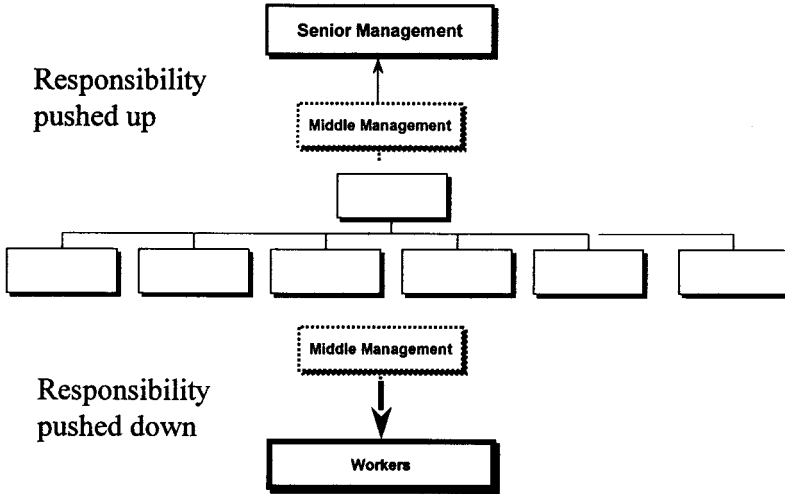 Senior Management
Responsibility
pushed up
Middle Management
Middle Management
Responsibility
pushed down
Workers